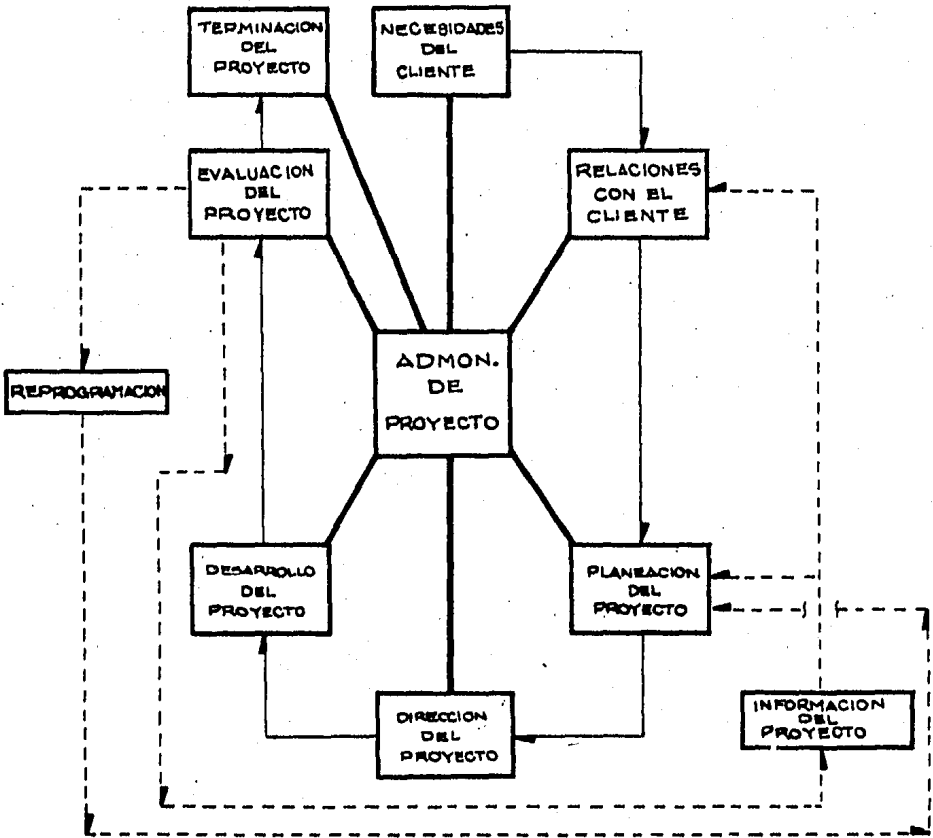 TERMINACION
DEL
PROYECTO
NECESIDADES
DEL
CLIENTE
EVALUACION
DEL
PROYECTO
RELACIONES
CON EL
CLIENTE
ADMON.
DE
PROYECTO
REPROGRAMACION
DESARROLLO
DEL
PROYECTO
PLANEACION
DEL
PROYECTO
DIRECCION
DEL
PROYECTO
INFORMACION
DEL
PROYECTO